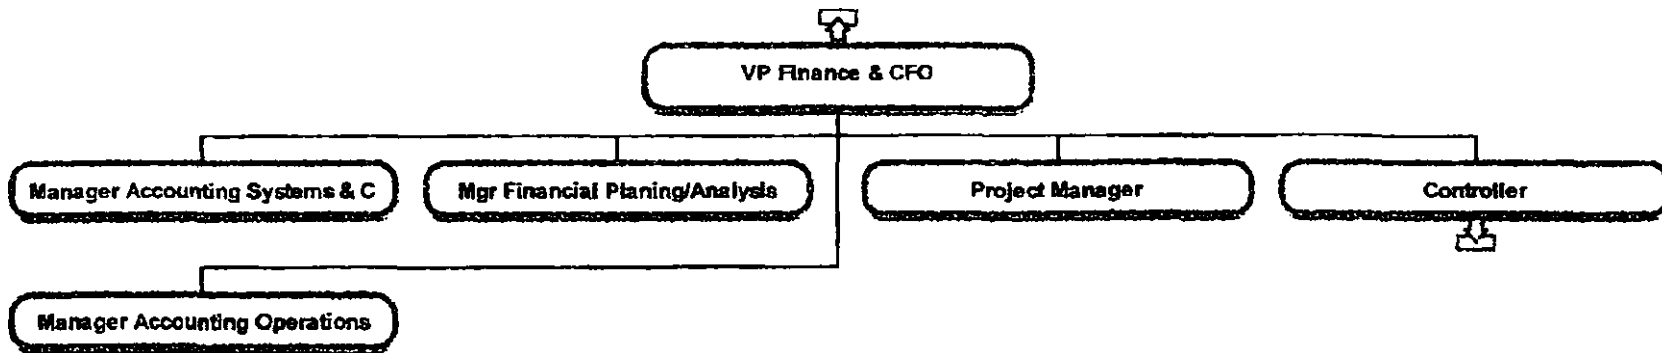 VP Finance & CFO
Manager Accounting Systems & C
Mgr Financial Planing/Analysis
Project Manager
Controller
Manager Accounting Operations